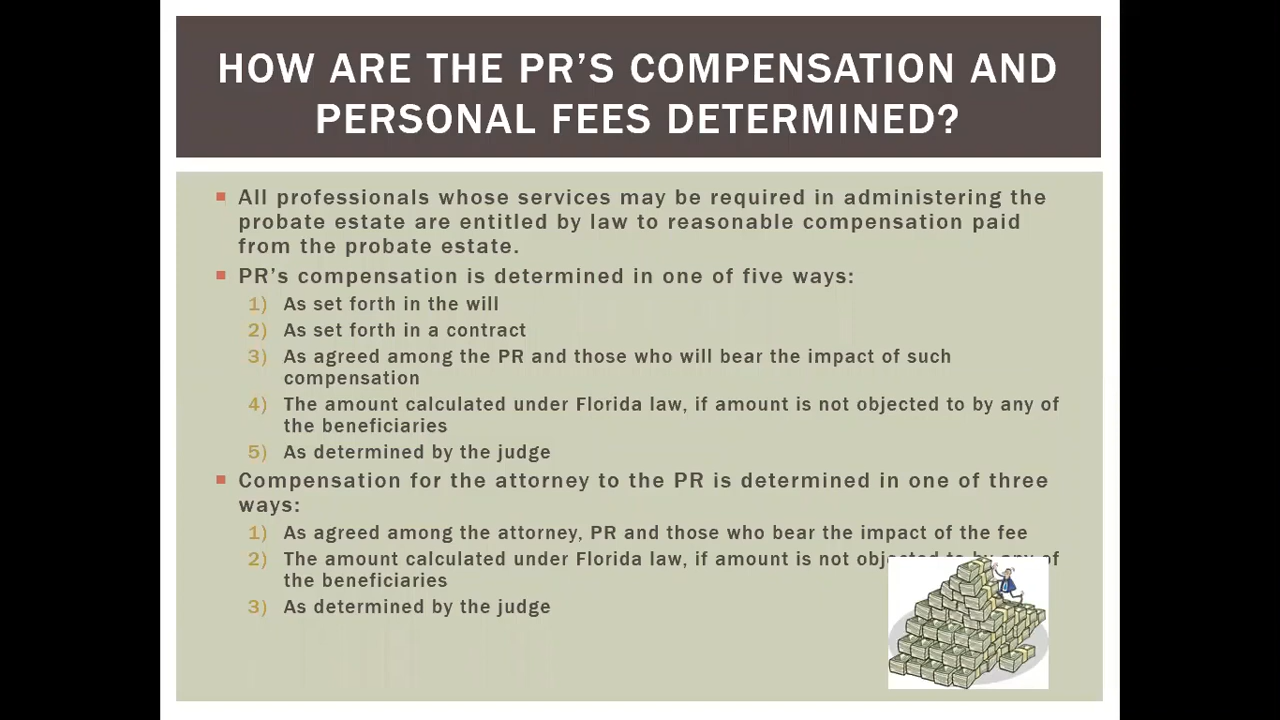 HOW ARE THE PR'S COMPENSATION AND
PERSONAL FEES DETERMINED?
All professionals whose services may be required in administering the
probate estate are entitled by law to reasonable compensation paid
from the probate estate.
PR's compensation is determined in one of five ways:
1) As set forth in the will
2) As set forth in a contract
3) As agreed among the PR and those who will bear the impact of such
compensation
4) The amount calculated under Florida law, if amount is not objected to by any of
the beneficiaries
5) As determined by the judge
Compensation for the attorney to the PR is determined in one of three
ways:
1) As agreed among the attorney, PR and those who bear the impact of the fee
2) The amount calculated under Florida law, if amount is not objected to by any of
the beneficiaries
3) As determined by the judge